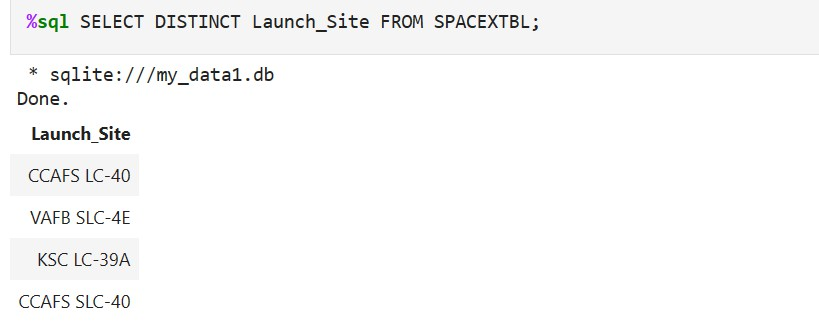 %sql SELECT DISTINCT Launch_Site FROM SPACEXTBL;
* sqlite:///my_data1.db
Done.
Launch_Site
CCAFS LC-40
VAFB SLC-4E
KSC LC-39A
CCAFS SLC-40